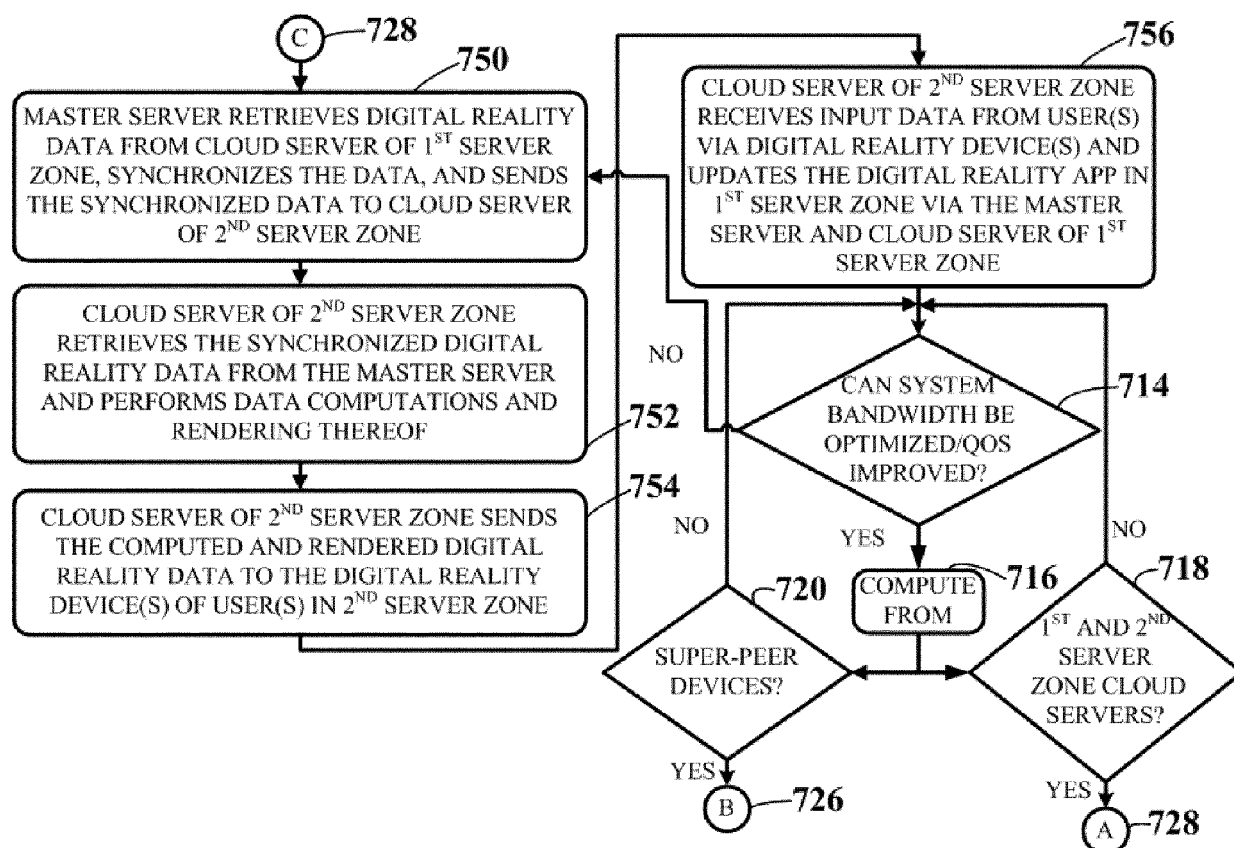 C
728
750
MASTER SERVER RETRIEVES DIGITAL REALITY
DATA FROM CLOUD SERVER OF 1ST SERVER
ZONE, SYNCHRONIZES THE DATA, AND SENDS
THE SYNCHRONIZED DATA TO CLOUD SERVER
OF 2ND SERVER ZONE
CLOUD SERVER OF 2ND SERVER ZONE
RETRIEVES THE SYNCHRONIZED DIGITAL
REALITY DATA FROM THE MASTER SERVER
AND PERFORMS DATA COMPUTATIONS AND
RENDERING THEREOF
752
754
CLOUD SERVER OF 2ND SERVER ZONE SENDS
THE COMPUTED AND RENDERED DIGITAL
REALITY DATA TO THE DIGITAL REALITY
DEVICE(S) OF USER(S) IN 2ND SERVER ZONE
756
CLOUD SERVER OF 2ND SERVER ZONE
RECEIVES INPUT DATA FROM USER(S)
VIA DIGITAL REALITY DEVICE(S) AND
UPDATES THE DIGITAL REALITY APP IN
1ST SERVER ZONE VIA THE MASTER
SERVER AND CLOUD SERVER OF 1ST
SERVER ZONE
NO
CAN SYSTEM
BANDWIDTH BE
OPTIMIZED/QOS
IMPROVED?
714
YES
716
COMPUTE
FROM
NO
720
SUPER-PEER
DEVICES?
YES
B
726
NO
718
1ST AND 2ND
SERVER
ZONE CLOUD
SERVERS?
YES
A
728